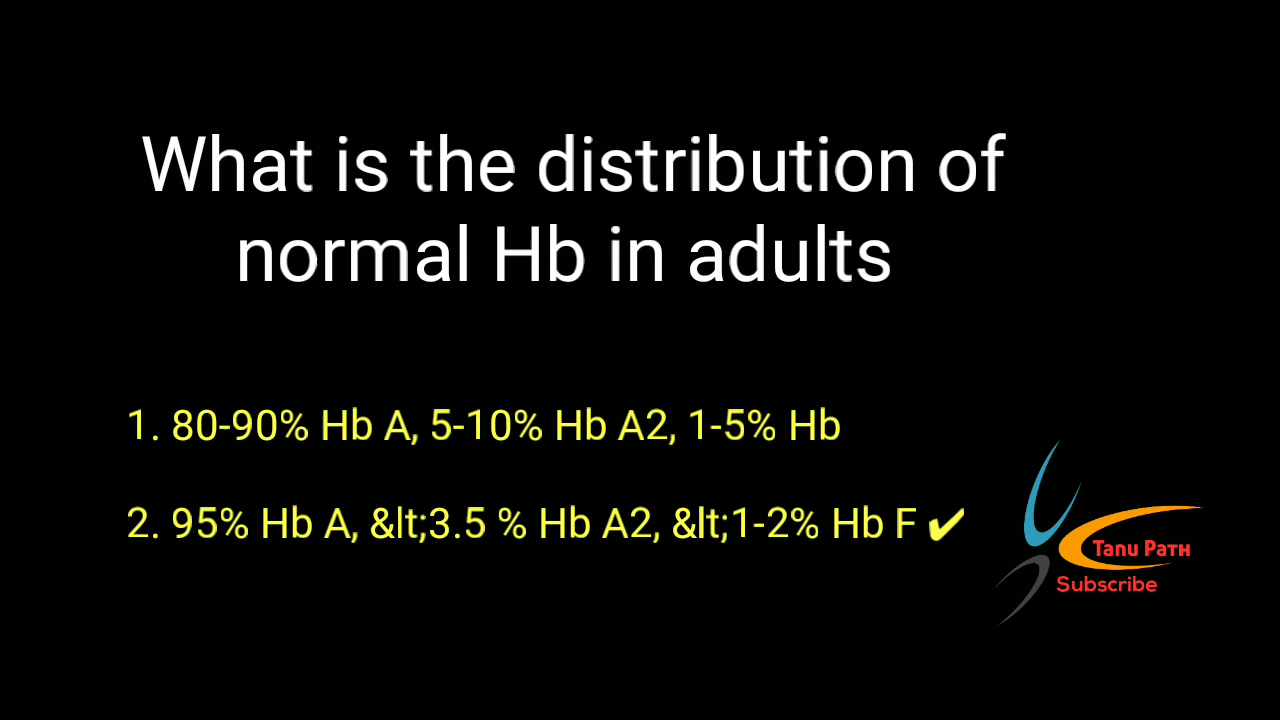 What is the distribution of
normal Hb in adults
1. 80-90% Hb A, 5-10% Hb A2, 1-5% Hb
2. 95% Hb A, &lt;3.5 % Hb A2, &lt;1-2% Hb F ✔
Tanu Path
Subscribe